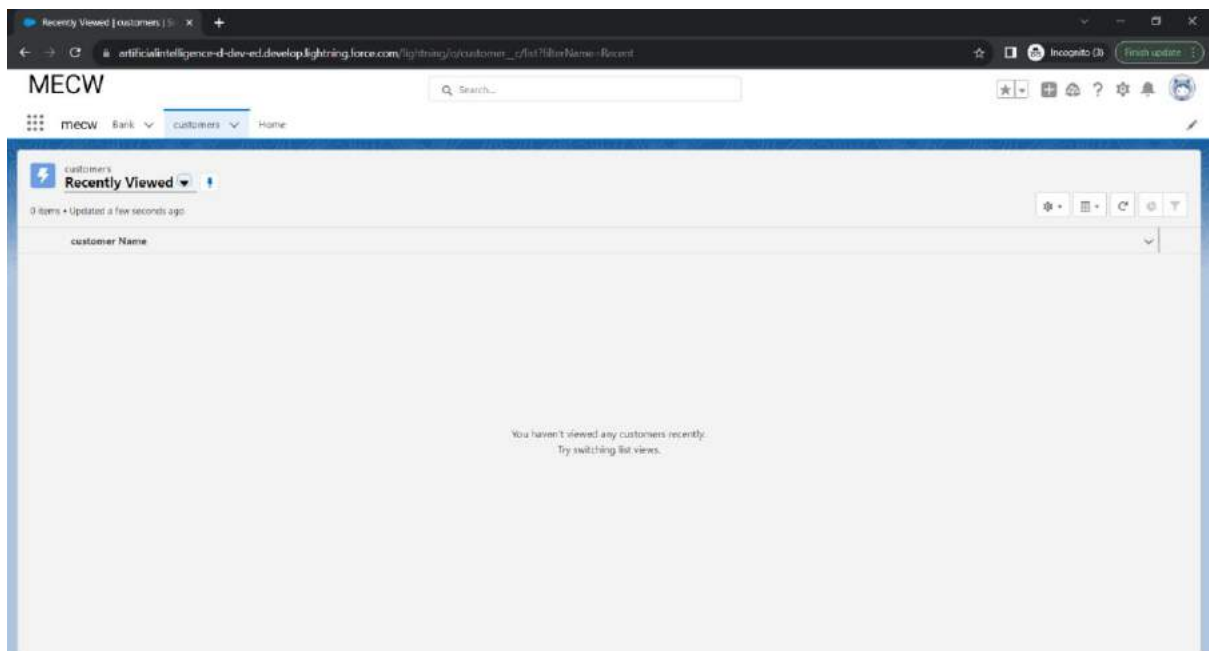 Recently Viewed | customers | S
artificialintelligence-d-dev-ed.develop.lightning.force.com/lightning/o/customer__c/list?filterName=Recent
Incognito (3)
Finish update
MECW
Search...
mecw Bank customers Home
customers
Recently Viewed
0 items • Updated a few seconds ago
customer Name
You haven't viewed any customers recently.
Try switching list views.